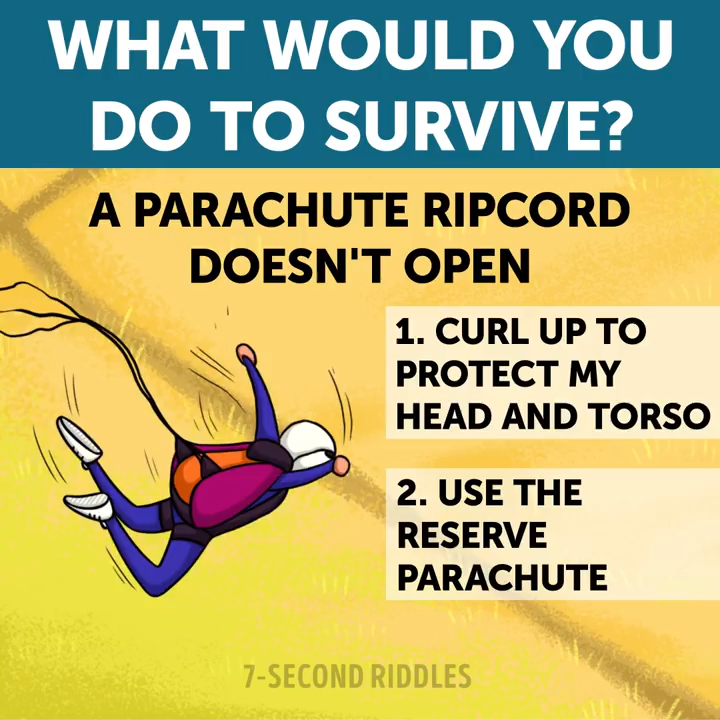 WHAT WOULD YOU
DO TO SURVIVE?
A PARACHUTE RIPCORD
DOESN'T OPEN
1. CURL UP TO
PROTECT MY
HEAD AND TORSO
2. USE THE
RESERVE
PARACHUTE
7-SECOND RIDDLES